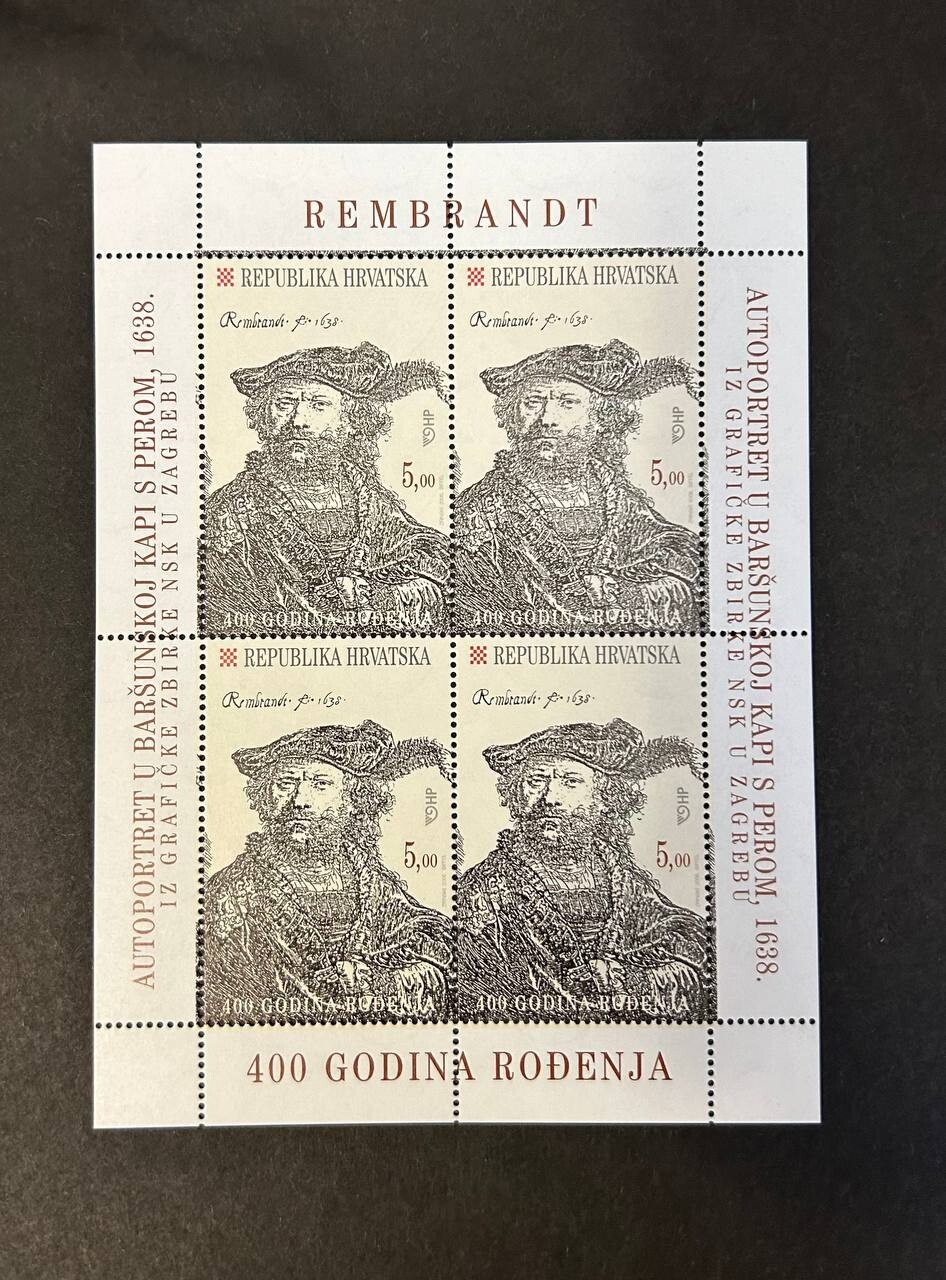 REMBRANDT
AUTOPORTRET U BARŠUNSKOJ KAPI S PEROM, 1638.
IZ GRAFIČKE ZBIRKE NSK U ZAGREBU
REPUBLIKA HRVATSKA
Rembrandt· f· 1638·
HP
5,00
400 GODINA ROĐENJA
REPUBLIKA HRVATSKA
Rembrandt· f· 1638·
HP
5,00
400 GODINA ROĐENJA
REPUBLIKA HRVATSKA
Rembrandt· f· 1638·
HP
5,00
400 GODINA ROĐENJA
REPUBLIKA HRVATSKA
Rembrandt· f· 1638·
HP
5,00
400 GODINA ROĐENJA
AUTOPORTRET U BARŠUNSKOJ KAPI S PEROM, 1638.
IZ GRAFIČKE ZBIRKE NSK U ZAGREBU
400 GODINA ROĐENJA